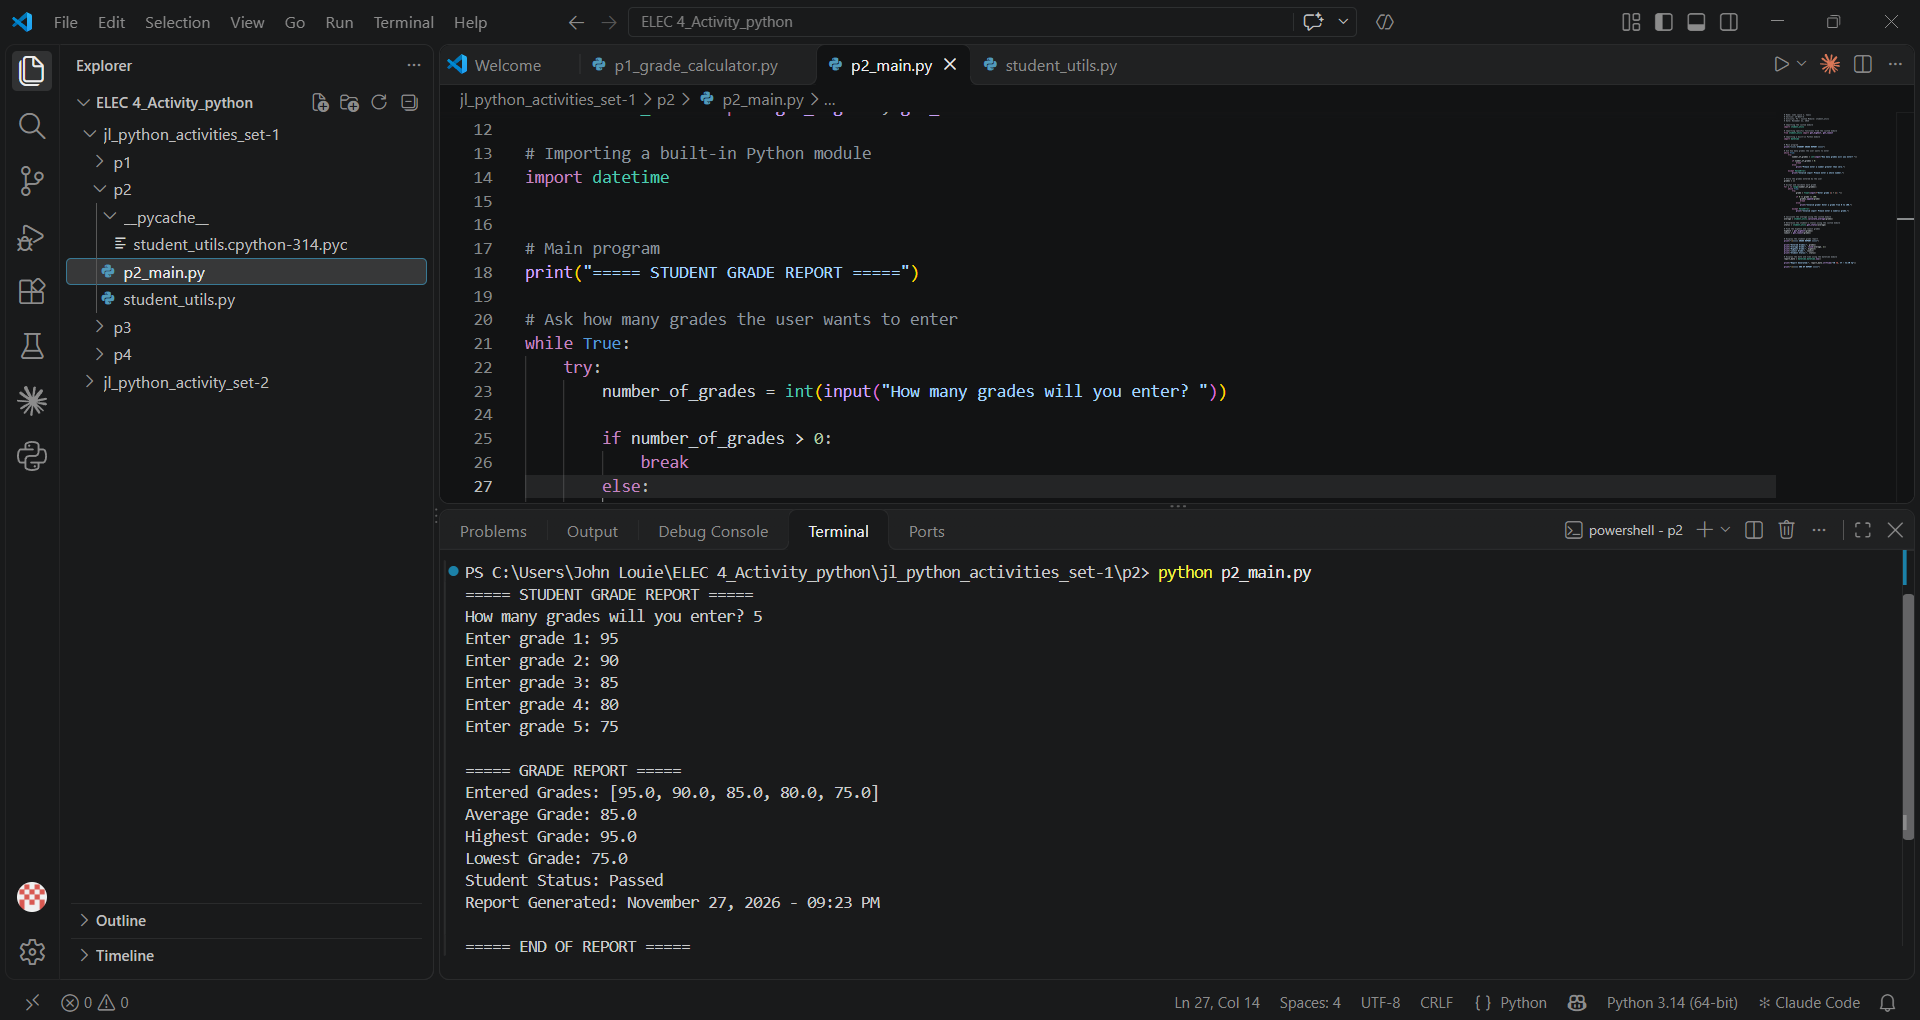 File Edit Selection View Go Run Terminal Help
ELEC 4_Activity_python
Explorer
ELEC 4_Activity_python
jl_python_activities_set-1
p1
p2
__pycache__
student_utils.cpython-314.pyc
p2_main.py
student_utils.py
p3
p4
jl_python_activity_set-2
Outline
Timeline
Welcome p1_grade_calculator.py p2_main.py student_utils.py
jl_python_activities_set-1 > p2 > p2_main.py > ...
12
13 # Importing a built-in Python module
14 import datetime
15
16
17 # Main program
18 print("===== STUDENT GRADE REPORT =====")
19
20 # Ask how many grades the user wants to enter
21 while True:
22 try:
23 number_of_grades = int(input("How many grades will you enter? "))
24
25 if number_of_grades > 0:
26 break
27 else:
Problems Output Debug Console Terminal Ports
powershell - p2
PS C:\Users\John Louie\ELEC 4_Activity_python\jl_python_activities_set-1\p2> python p2_main.py
===== STUDENT GRADE REPORT =====
How many grades will you enter? 5
Enter grade 1: 95
Enter grade 2: 90
Enter grade 3: 85
Enter grade 4: 80
Enter grade 5: 75
===== GRADE REPORT =====
Entered Grades: [95.0, 90.0, 85.0, 80.0, 75.0]
Average Grade: 85.0
Highest Grade: 95.0
Lowest Grade: 75.0
Student Status: Passed
Report Generated: November 27, 2026 - 09:23 PM
===== END OF REPORT =====
0 0
Ln 27, Col 14 Spaces: 4 UTF-8 CRLF { } Python Python 3.14 (64-bit) Claude Code